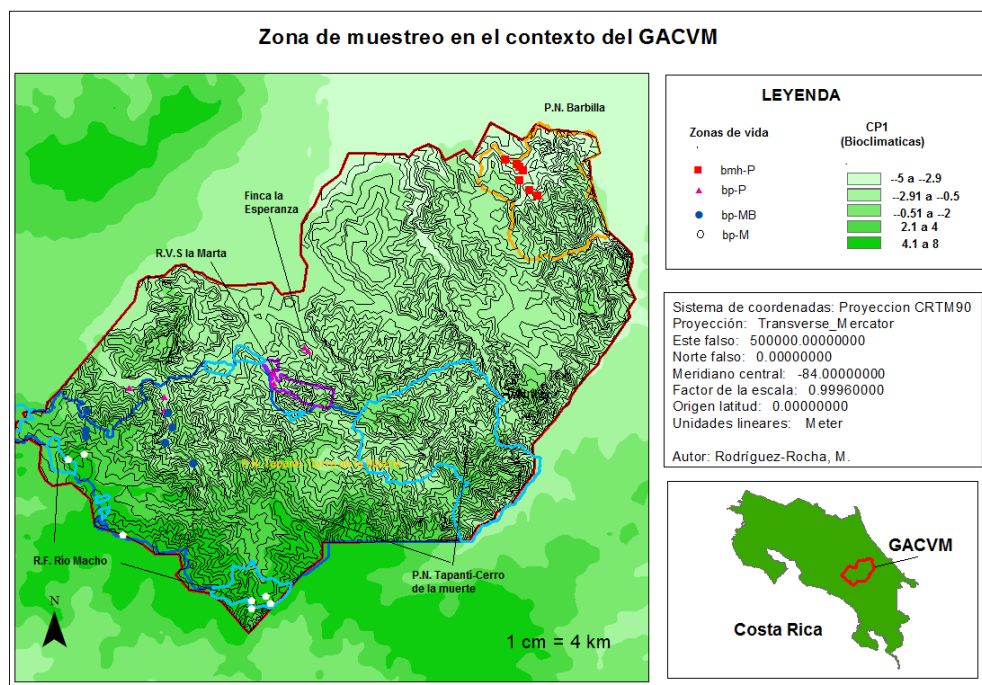 Zona de muestreo en el contexto del GACVM
P.N. Barbilla
Finca la
Esperanza
R.V.S la Marta
R.F. Río Macho
P.N. Tapantí-Cerro
de la muerte
N
1 cm = 4 km
LEYENDA
Zonas de vida
bmh-P
bp-P
bp-MB
bp-M
CP1
(Bioclimaticas)
--5 a --2.9
--2.91 a --0.5
--0.51 a --2
2.1 a 4
4.1 a 8
Sistema de coordenadas: Proyeccion CRTM90
Proyección: Transverse_Mercator
Este falso: 500000.00000000
Norte falso: 0.00000000
Meridiano central: -84.00000000
Factor de la escala: 0.99960000
Origen latitud: 0.00000000
Unidades lineares: Meter
Autor: Rodríguez-Rocha, M.
GACVM
Costa Rica